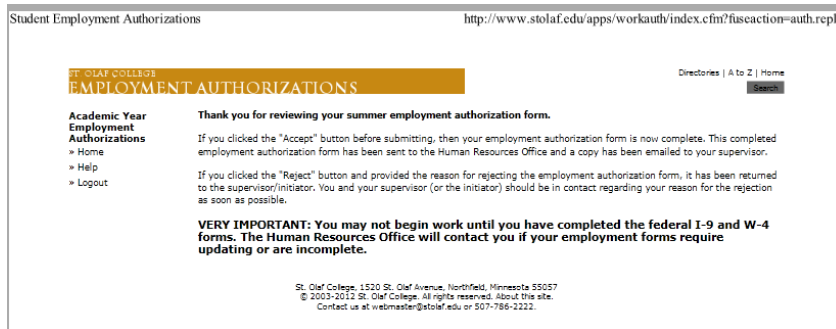 Student Employment Authorizations http://www.stolaf.edu/apps/workauth/index.cfm?fuseaction=auth.repl
ST. OLAF COLLEGE
EMPLOYMENT AUTHORIZATIONS
Directories | A to Z | Home
Search
Academic Year
Employment
Authorizations
» Home
» Help
» Logout
Thank you for reviewing your summer employment authorization form.
If you clicked the "Accept" button before submitting, then your employment authorization form is now complete. This completed
employment authorization form has been sent to the Human Resources Office and a copy has been emailed to your supervisor.
If you clicked the "Reject" button and provided the reason for rejecting the employment authorization form, it has been returned
to the supervisor/initiator. You and your supervisor (or the initiator) should be in contact regarding your reason for the rejection
as soon as possible.
VERY IMPORTANT: You may not begin work until you have completed the federal I-9 and W-4
forms. The Human Resources Office will contact you if your employment forms require
updating or are incomplete.
St. Olaf College, 1520 St. Olaf Avenue, Northfield, Minnesota 55057
© 2003-2012 St. Olaf College. All rights reserved. About this site.
Contact us at webmaster@stolaf.edu or 507-786-2222.